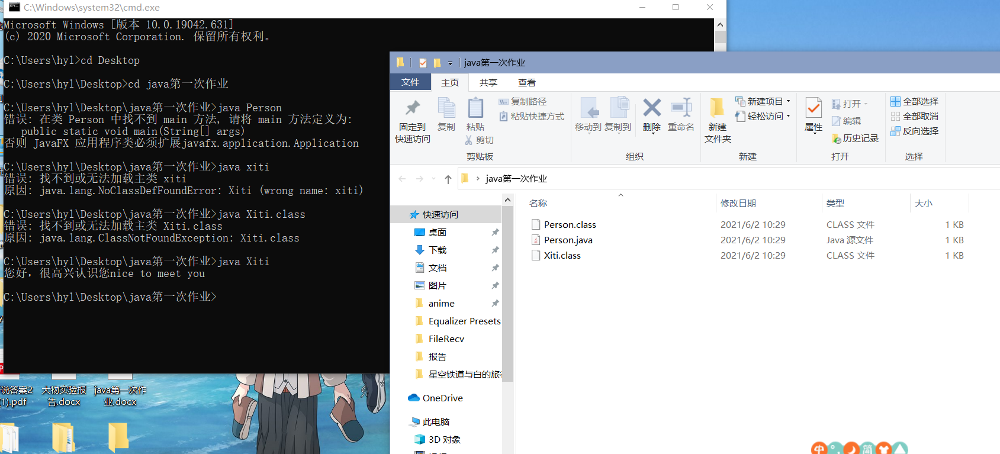 C:\Windows\system32\cmd.exe
Microsoft Windows [版本 10.0.19042.631]
(c) 2020 Microsoft Corporation. 保留所有权利。
C:\Users\hyl>cd Desktop
C:\Users\hyl\Desktop>cd java第一次作业
C:\Users\hyl\Desktop\java第一次作业>java Person
错误: 在类 Person 中找不到 main 方法, 请将 main 方法定义为:
public static void main(String[] args)
否则 JavaFX 应用程序类必须扩展javafx.application.Application
C:\Users\hyl\Desktop\java第一次作业>java xiti
错误: 找不到或无法加载主类 xiti
原因: java.lang.NoClassDefFoundError: Xiti (wrong name: xiti)
C:\Users\hyl\Desktop\java第一次作业>java Xiti.class
错误: 找不到或无法加载主类 Xiti.class
原因: java.lang.ClassNotFoundException: Xiti.class
C:\Users\hyl\Desktop\java第一次作业>java Xiti
您好，很高兴认识您nice to meet you
C:\Users\hyl\Desktop\java第一次作业>
java第一次作业
文件 主页 共享 查看
固定到
快速访问
复制
粘贴
复制路径
粘贴快捷方式
剪切
剪贴板
移动到 复制到 删除 重命名
组织
新建
文件夹
新建项目
轻松访问
新建
属性
打开
编辑
历史记录
打开
全部选择
全部取消
反向选择
选择
java第一次作业
名称 修改日期 类型 大小
Person.class 2021/6/2 10:29 CLASS 文件 1 KB
Person.java 2021/6/2 10:29 Java 源文件 1 KB
Xiti.class 2021/6/2 10:29 CLASS 文件 1 KB
快速访问
桌面
下载
文档
图片
anime
Equalizer Presets
FileRecv
报告
星空铁道与白的旅
OneDrive
此电脑
3D 对象
说答案2
(1).pdf
大物实验报
告.docx
java第一次作
业.docx
中
简